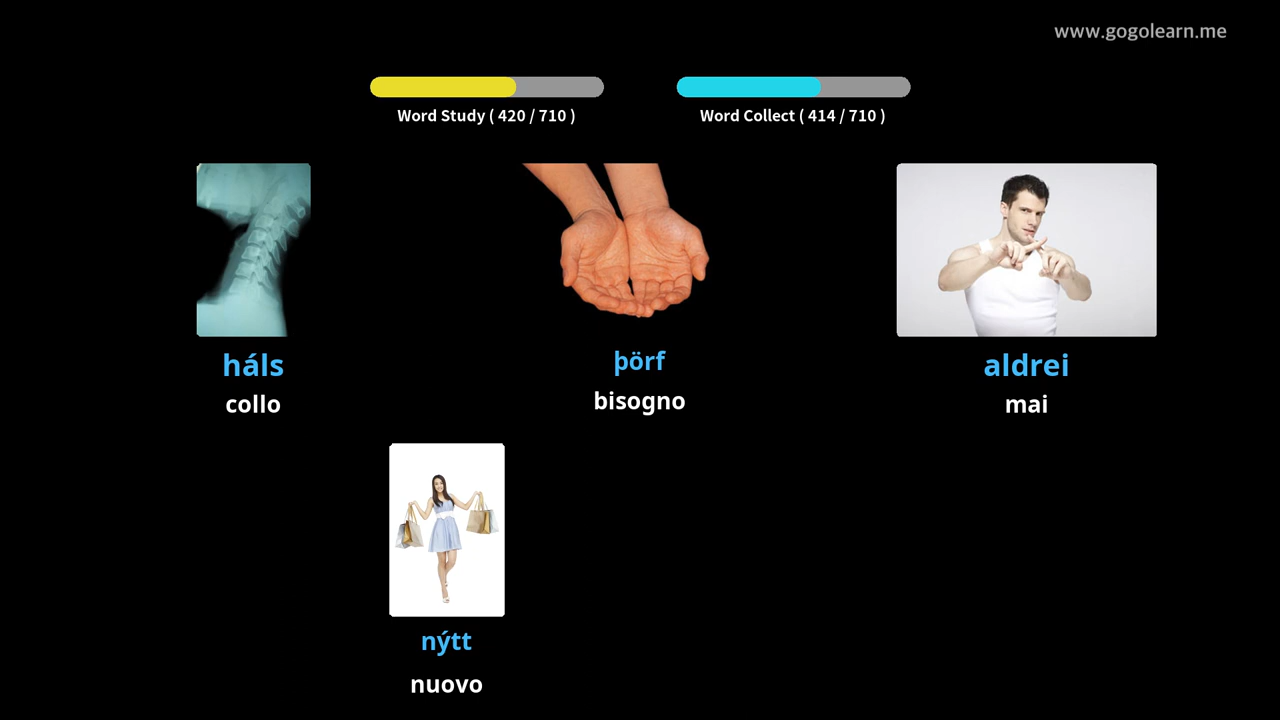 www.gogolearn.me
Word Study ( 420 / 710 )
Word Collect ( 414 / 710 )
háls
collo
þörf
bisogno
aldrei
mai
nýtt
nuovo